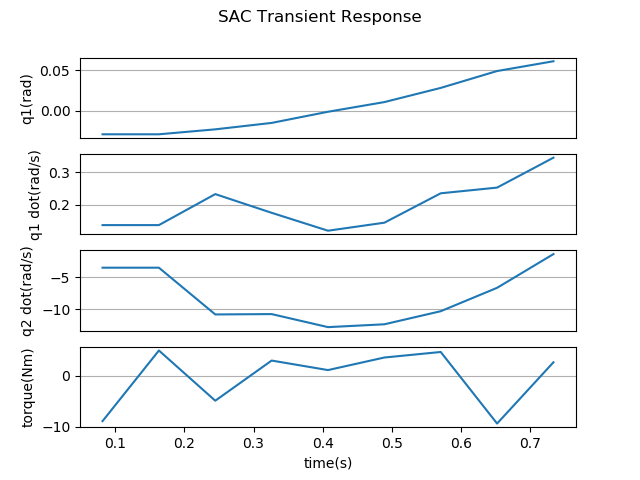 SAC Transient Response
q1(rad)
0.05
0.00
q1 dot(rad/s)
0.3
0.2
q2 dot(rad/s)
−5
−10
torque(Nm)
0
−10
0.1 0.2 0.3 0.4 0.5 0.6 0.7
time(s)